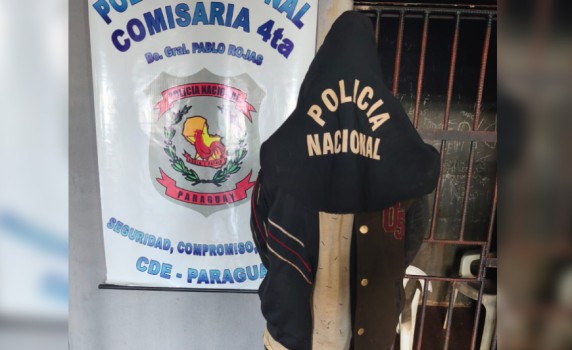 COMISARIA 4ta
Bo. Gral. PABLO ROJAS
POLICIA NACIONAL
PARAGUAY
SEGURIDAD, COMPROMISO,
CDE - PARAGUA
POLICIA
NACIONAL